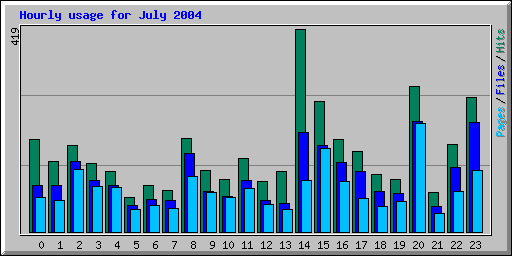 Hourly usage for July 2004
419
Pages / Files / Hits
0 1 2 3 4 5 6 7 8 9 10 11 12 13 14 15 16 17 18 19 20 21 22 23